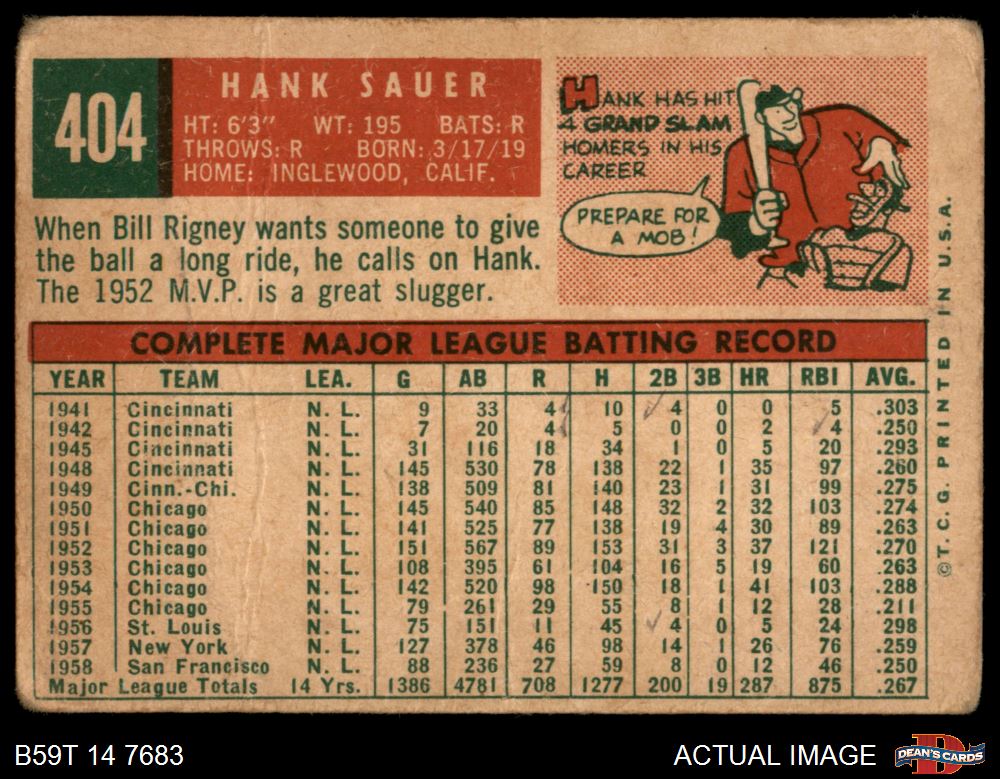 404
HANK SAUER
HT: 6'3" WT: 195 BATS: R
THROWS: R BORN: 3/17/19
HOME: INGLEWOOD, CALIF.
HANK HAS HIT
4 GRAND SLAM
HOMERS IN HIS
CAREER
PREPARE FOR
A MOB!
When Bill Rigney wants someone to give
the ball a long ride, he calls on Hank.
The 1952 M.V.P. is a great slugger.
COMPLETE MAJOR LEAGUE BATTING RECORD
YEAR TEAM LEA. G AB R H 2B 3B HR RBI AVG.
1941 Cincinnati N. L. 9 33 4 10 4 0 0 5 .303
1942 Cincinnati N. L. 7 20 4 5 0 0 2 4 .250
1945 Cincinnati N. L. 31 116 18 34 1 0 5 20 .293
1948 Cincinnati N. L. 145 530 78 138 22 1 35 97 .260
1949 Cinn.-Chi. N. L. 138 509 81 140 23 1 31 99 .275
1950 Chicago N. L. 145 540 85 148 32 2 32 103 .274
1951 Chicago N. L. 141 525 77 138 19 4 30 89 .263
1952 Chicago N. L. 151 567 89 153 31 3 37 121 .270
1953 Chicago N. L. 108 395 61 104 16 5 19 60 .263
1954 Chicago N. L. 142 520 98 150 18 1 41 103 .288
1955 Chicago N. L. 79 261 29 55 8 1 12 28 .211
1956 St. Louis N. L. 75 151 11 45 4 0 5 24 .298
1957 New York N. L. 127 378 46 98 14 1 26 76 .259
1958 San Francisco N. L. 88 236 27 59 8 0 12 46 .250
Major League Totals 14 Yrs. 1386 4781 708 1277 200 19 287 875 .267
© T. C. G. PRINTED IN U.S.A.
B59T 14 7683
ACTUAL IMAGE
DEAN'S CARDS